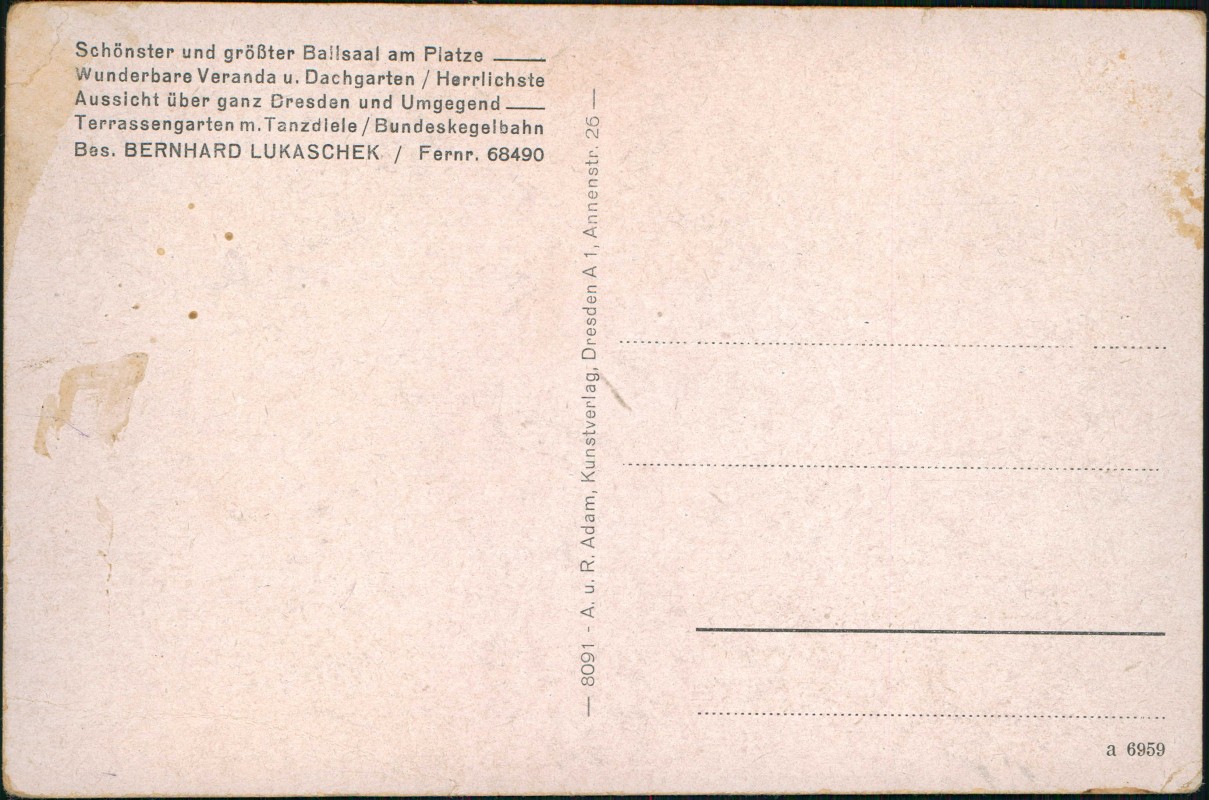 Schönster und größter Ballsaal am Platze ——
Wunderbare Veranda u. Dachgarten / Herrlichste
Aussicht über ganz Dresden und Umgegend ——
Terrassengarten m. Tanzdiele / Bundeskegelbahn
Bes. BERNHARD LUKASCHEK / Fernr. 68490
— 8091 - A. u. R. Adam, Kunstverlag, Dresden A 1, Annenstr. 26 —
a 6959